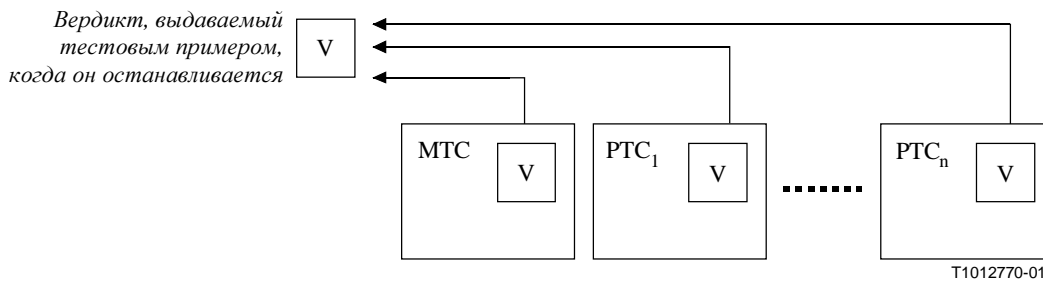 Вердикт, выдаваемый
тестовым примером,
когда он останавливается
V
MTC
V
PTC1
V
PTCn
V
T1012770-01